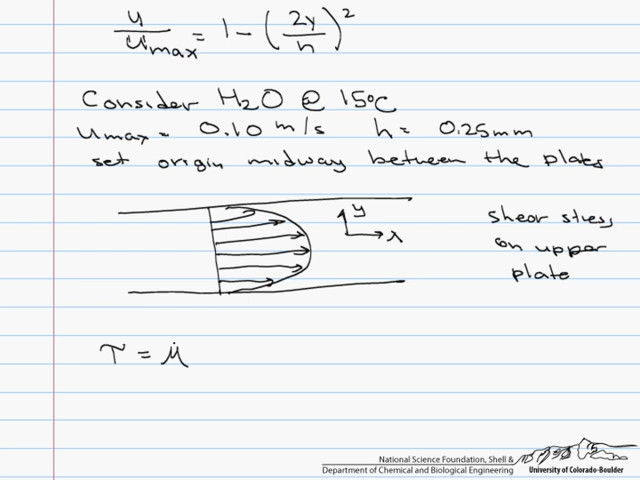 u/umax = 1 - (2y/h)²
Consider H₂O @ 15°C
umax = 0.10 m/s h = 0.25mm
set origin midway between the plates
y
x
shear stress
on upper
plate
τ = μ
National Science Foundation, Shell &
Department of Chemical and Biological Engineering
University of Colorado-Boulder